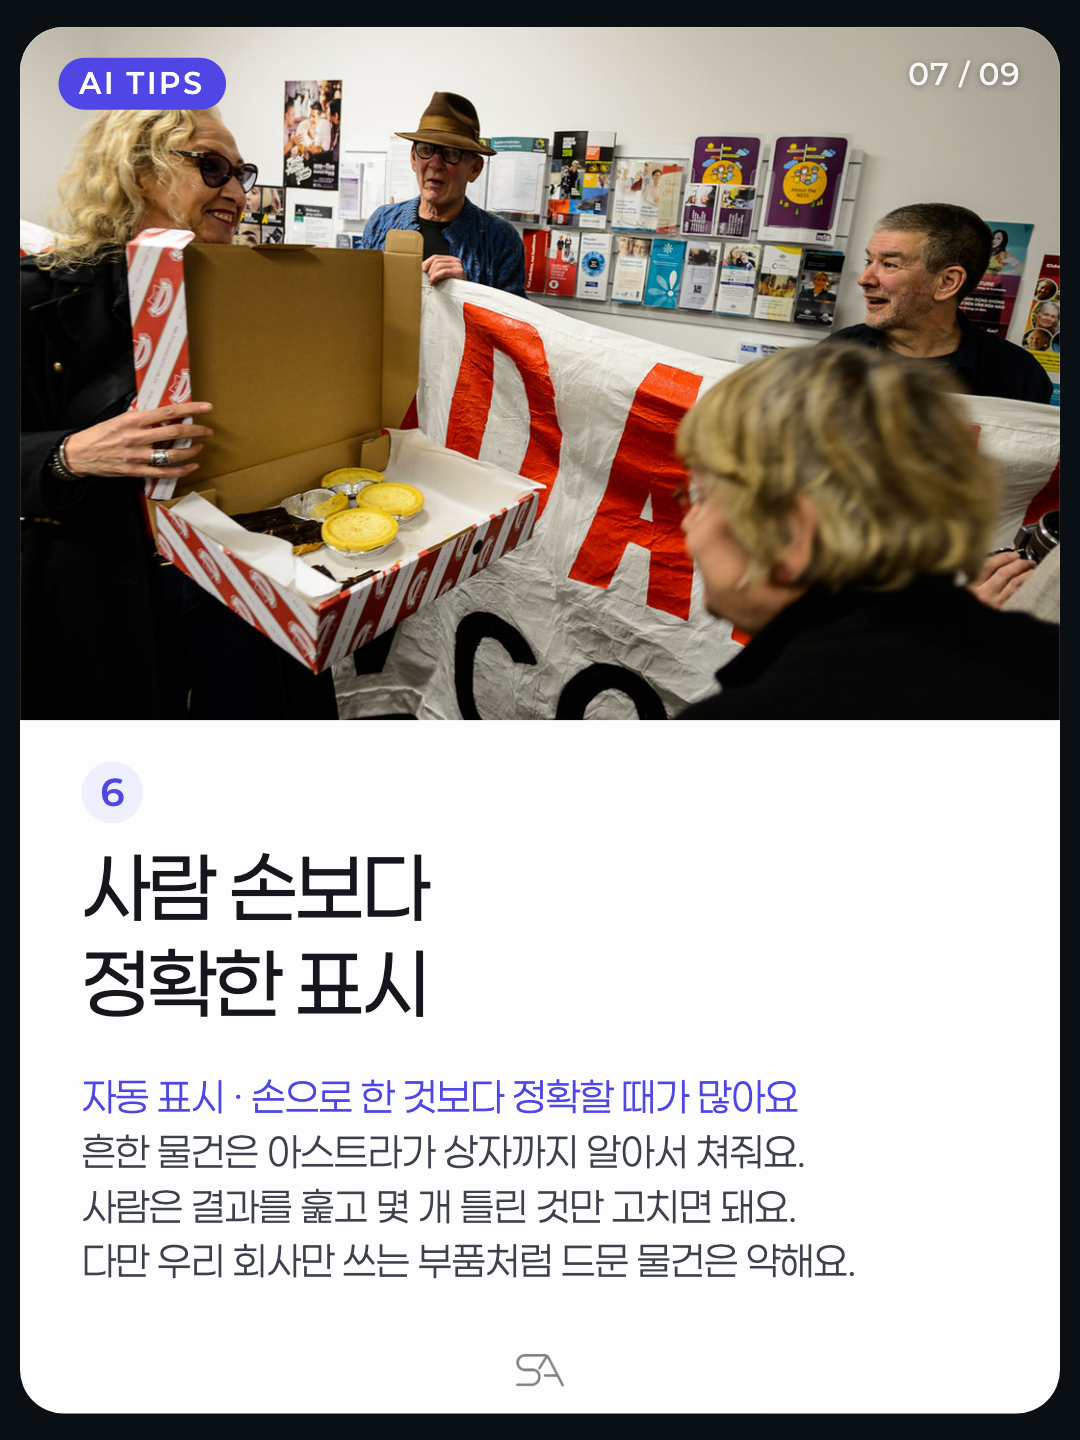 AI TIPS
07 / 09
DA
CO
6
사람 손보다
정확한 표시
자동 표시 · 손으로 한 것보다 정확할 때가 많아요
흔한 물건은 아스트라가 상자까지 알아서 쳐줘요.
사람은 결과를 훑고 몇 개 틀린 것만 고치면 돼요.
다만 우리 회사만 쓰는 부품처럼 드문 물건은 약해요.
SA